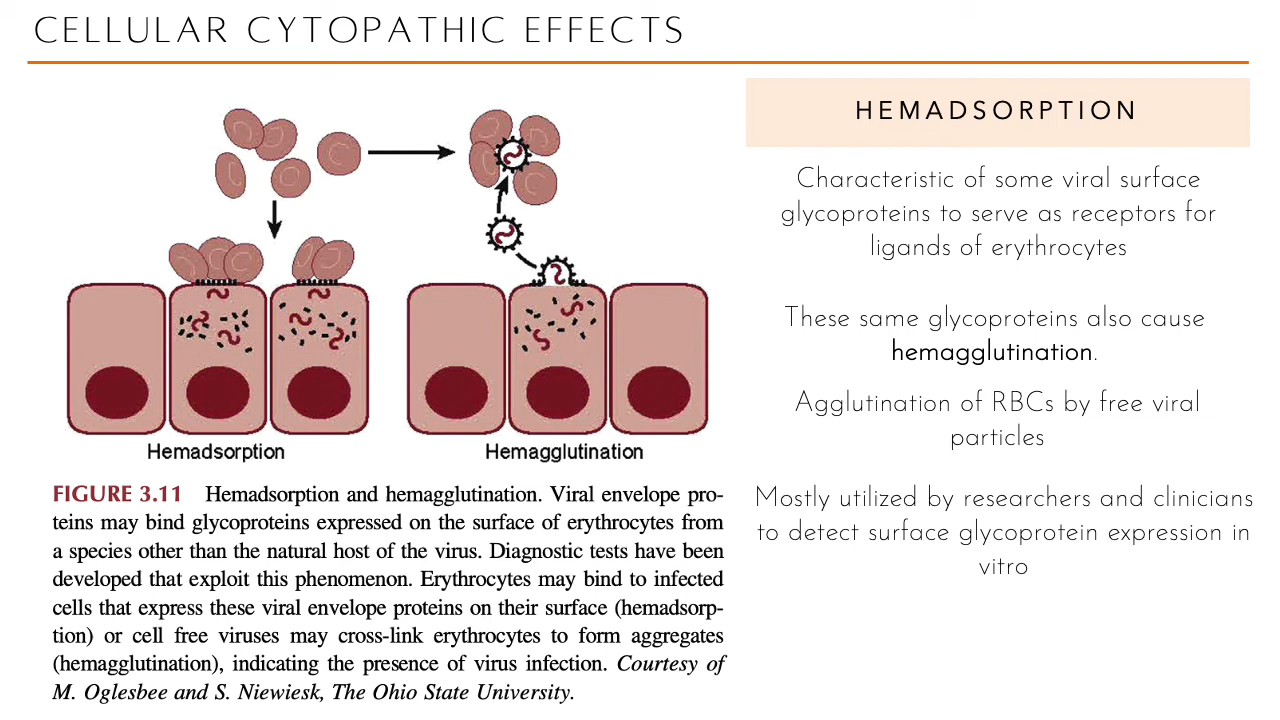 CELLULAR CYTOPATHIC EFFECTS
Hemadsorption
Hemagglutination
FIGURE 3.11 Hemadsorption and hemagglutination. Viral envelope pro-
teins may bind glycoproteins expressed on the surface of erythrocytes from
a species other than the natural host of the virus. Diagnostic tests have been
developed that exploit this phenomenon. Erythrocytes may bind to infected
cells that express these viral envelope proteins on their surface (hemadsorp-
tion) or cell free viruses may cross-link erythrocytes to form aggregates
(hemagglutination), indicating the presence of virus infection. Courtesy of
M. Oglesbee and S. Niewiesk, The Ohio State University.
HEMADSORPTION
Characteristic of some viral surface
glycoproteins to serve as receptors for
ligands of erythrocytes
These same glycoproteins also cause
hemagglutination.
Agglutination of RBCs by free viral
particles
Mostly utilized by researchers and clinicians
to detect surface glycoprotein expression in
vitro